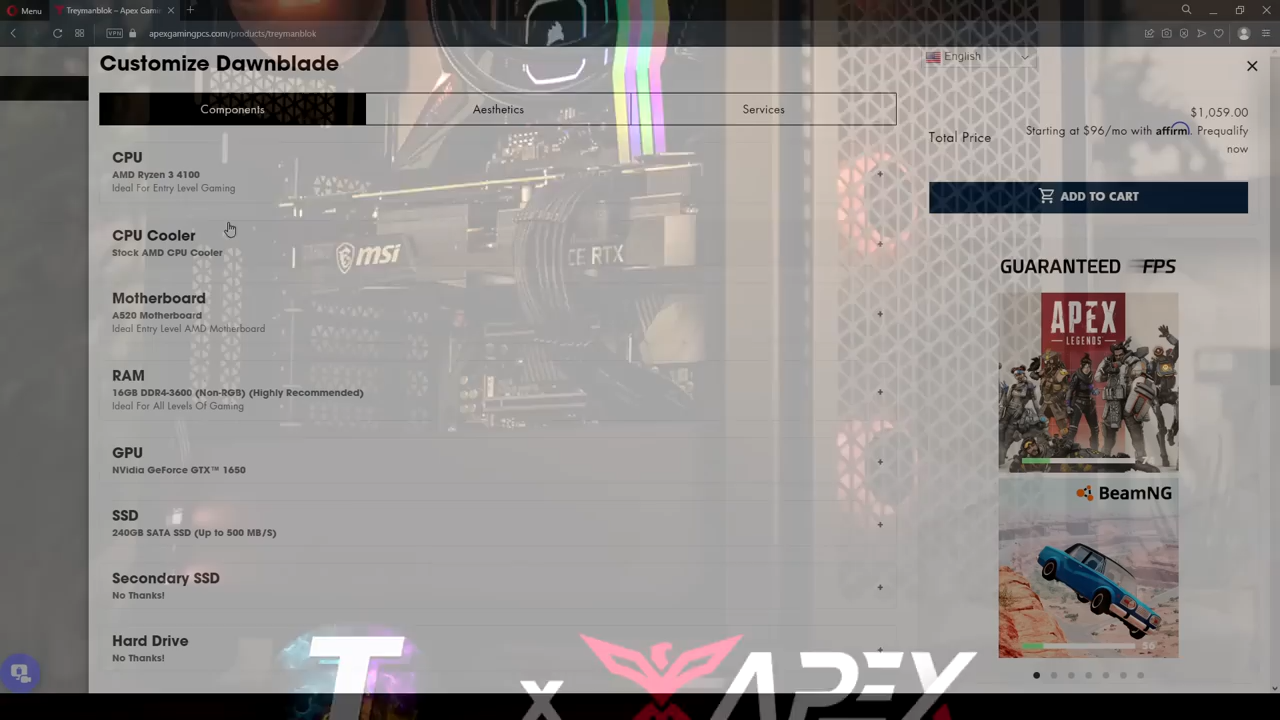 Menu
Treymanblok – Apex Gami
VPN
apexgamingpcs.com/products/treymanblok
Customize Dawnblade
English
Components
Aesthetics
Services
$1,059.00
Total Price
Starting at $96/mo with affirm. Prequalify
now
ADD TO CART
CPU
AMD Ryzen 3 4100
Ideal For Entry Level Gaming
CPU Cooler
Stock AMD CPU Cooler
msi
CE RTX
Motherboard
A520 Motherboard
Ideal Entry Level AMD Motherboard
RAM
16GB DDR4-3600 (Non-RGB) (Highly Recommended)
Ideal For All Levels Of Gaming
GPU
NVidia GeForce GTX™ 1650
SSD
240GB SATA SSD (Up to 500 MB/S)
Secondary SSD
No Thanks!
Hard Drive
No Thanks!
GUARANTEED FPS
APEX
LEGENDS
BeamNG
T x APEX